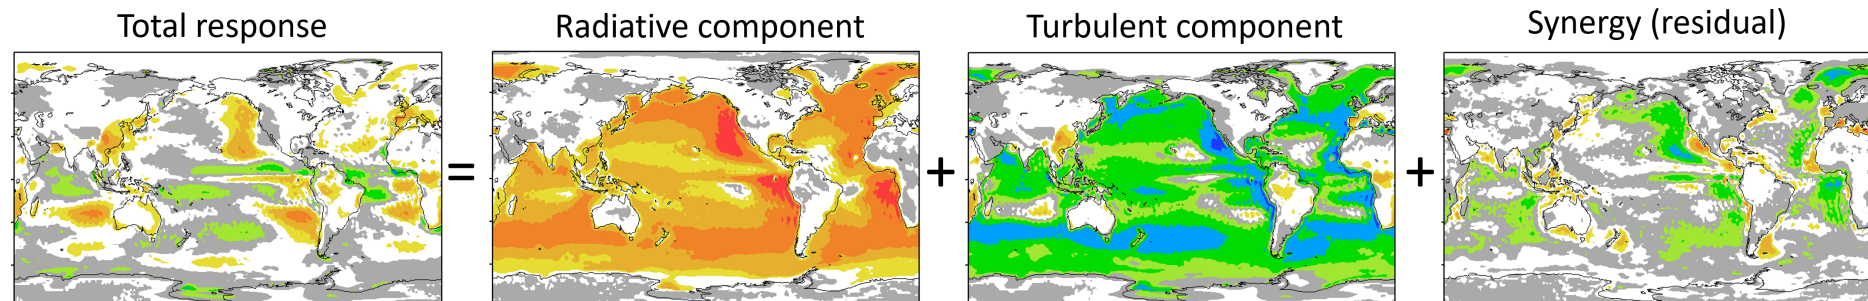 Total response
=
Radiative component
+
Turbulent component
+
Synergy (residual)